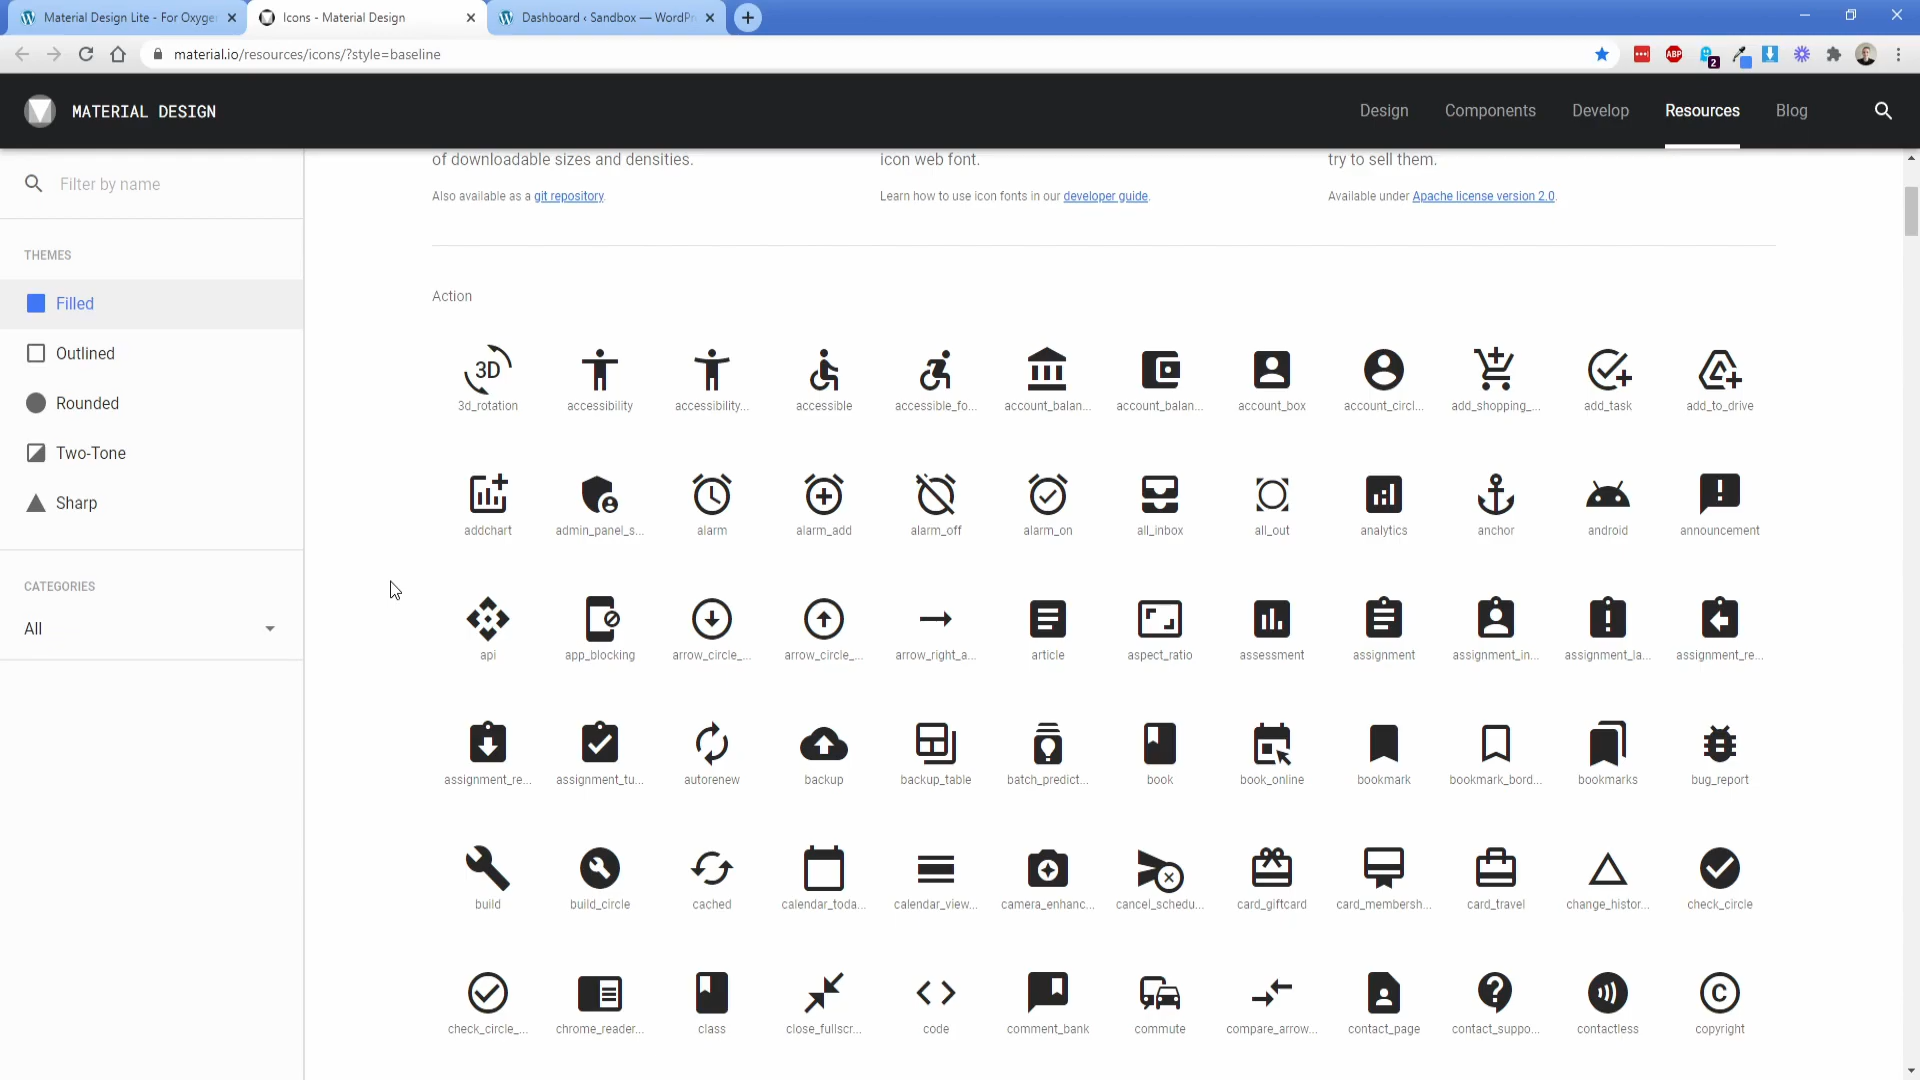 Material Design Lite - For Oxyge
Icons - Material Design
Dashboard ‹ Sandbox — WordPr
material.io/resources/icons/?style=baseline
ABP
2
MATERIAL DESIGN
Design
Components
Develop
Resources
Blog
Filter by name
THEMES
Filled
Outlined
Rounded
Two-Tone
Sharp
CATEGORIES
All
of downloadable sizes and densities.
Also available as a git repository.
icon web font.
Learn how to use icon fonts in our developer guide.
try to sell them.
Available under Apache license version 2.0.
Action
3D
3d_rotation
accessibility
accessibility...
accessible
accessible_fo...
account_balan...
account_balan...
account_box
account_circl...
add_shopping_...
add_task
add_to_drive
addchart
admin_panel_s...
alarm
alarm_add
alarm_off
alarm_on
all_inbox
all_out
analytics
anchor
android
announcement
api
app_blocking
arrow_circle_...
arrow_circle_...
arrow_right_a...
article
aspect_ratio
assessment
assignment
assignment_in...
assignment_la...
assignment_re...
assignment_re...
assignment_tu...
autorenew
backup
backup_table
batch_predict...
book
book_online
bookmark
bookmark_bord...
bookmarks
bug_report
build
build_circle
cached
calendar_toda...
calendar_view...
camera_enhanc...
cancel_schedu...
card_giftcard
card_membersh...
card_travel
change_histor...
check_circle
check_circle_...
chrome_reader...
class
close_fullscr...
code
comment_bank
commute
compare_arrow...
contact_page
contact_suppo...
contactless
copyright